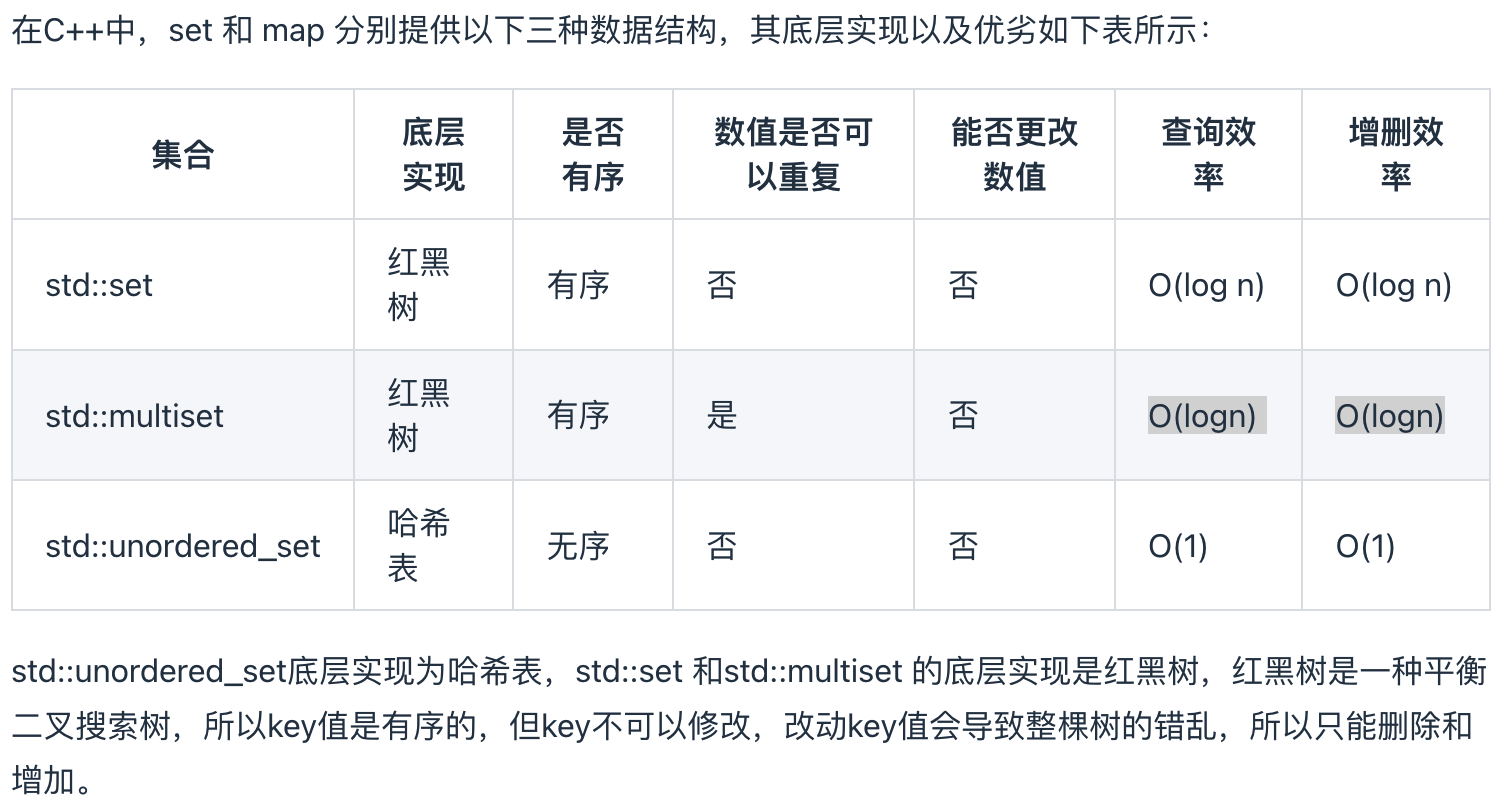 在C++中，set 和 map 分别提供以下三种数据结构，其底层实现以及优劣如下表所示：
集合 底层 是否 数值是否可 能否更改 查询效 增删效
实现 有序 以重复 数值 率 率
std::set 红黑 有序 否 否 O(log n) O(log n)
树
std::multiset 红黑 有序 是 否 O(logn) O(logn)
树
std::unordered_set 哈希 无序 否 否 O(1) O(1)
表
std::unordered_set底层实现为哈希表，std::set 和std::multiset 的底层实现是红黑树，红黑树是一种平衡
二叉搜索树，所以key值是有序的，但key不可以修改，改动key值会导致整棵树的错乱，所以只能删除和
增加。